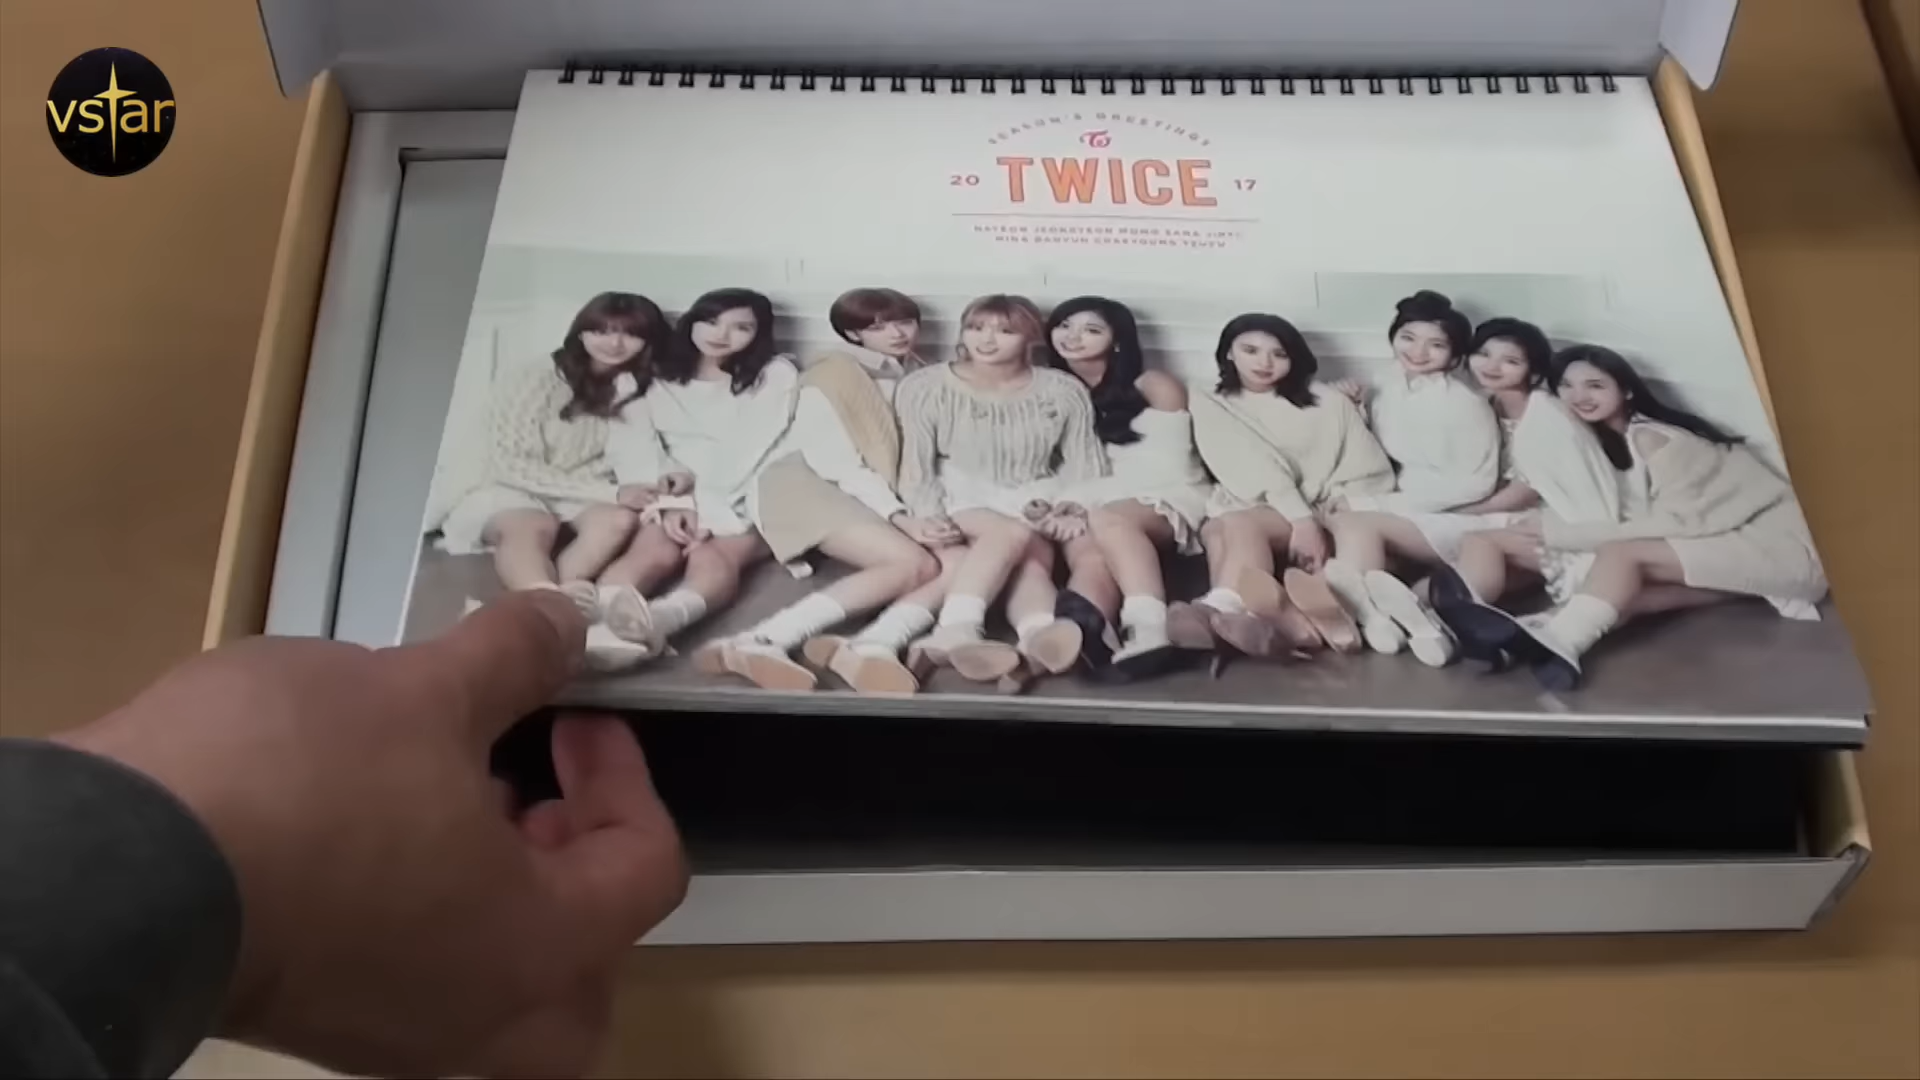 vstar
SEASON'S GREETINGS
20 TWICE 17
NAYEON JEONGYEON MOMO SANA JIHYO
MINA DAHYUN CHAEYOUNG TZUYU